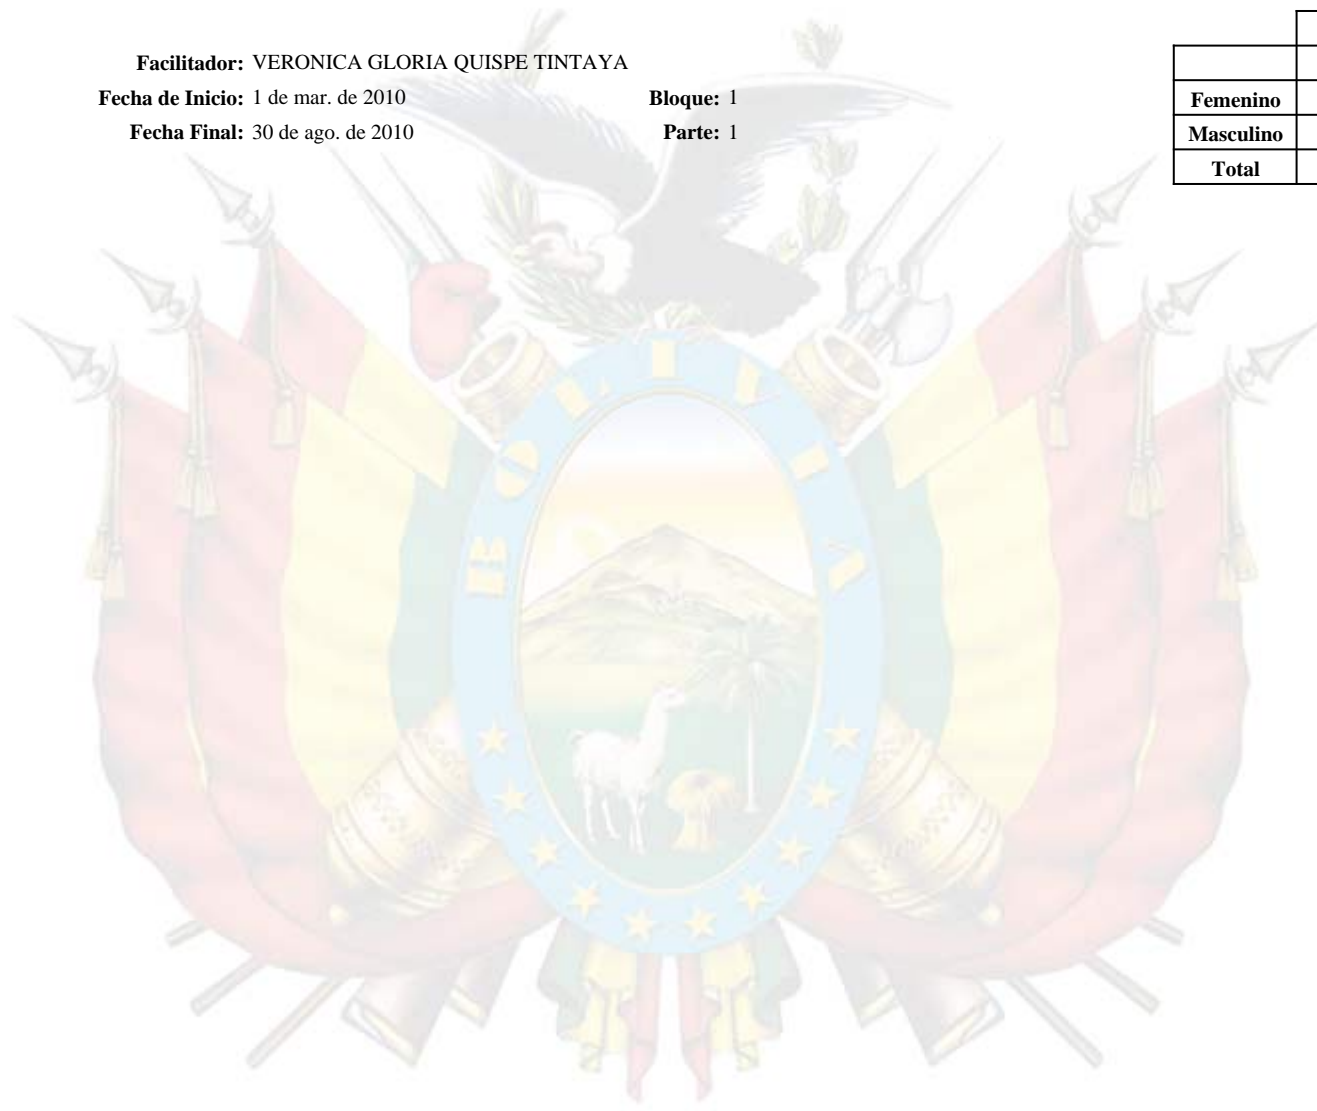 Facilitador: VERONICA GLORIA QUISPE TINTAYA
Fecha de Inicio: 1 de mar. de 2010 Bloque: 1
Fecha Final: 30 de ago. de 2010 Parte: 1
Femenino
Masculino
Total
BOLIVIA